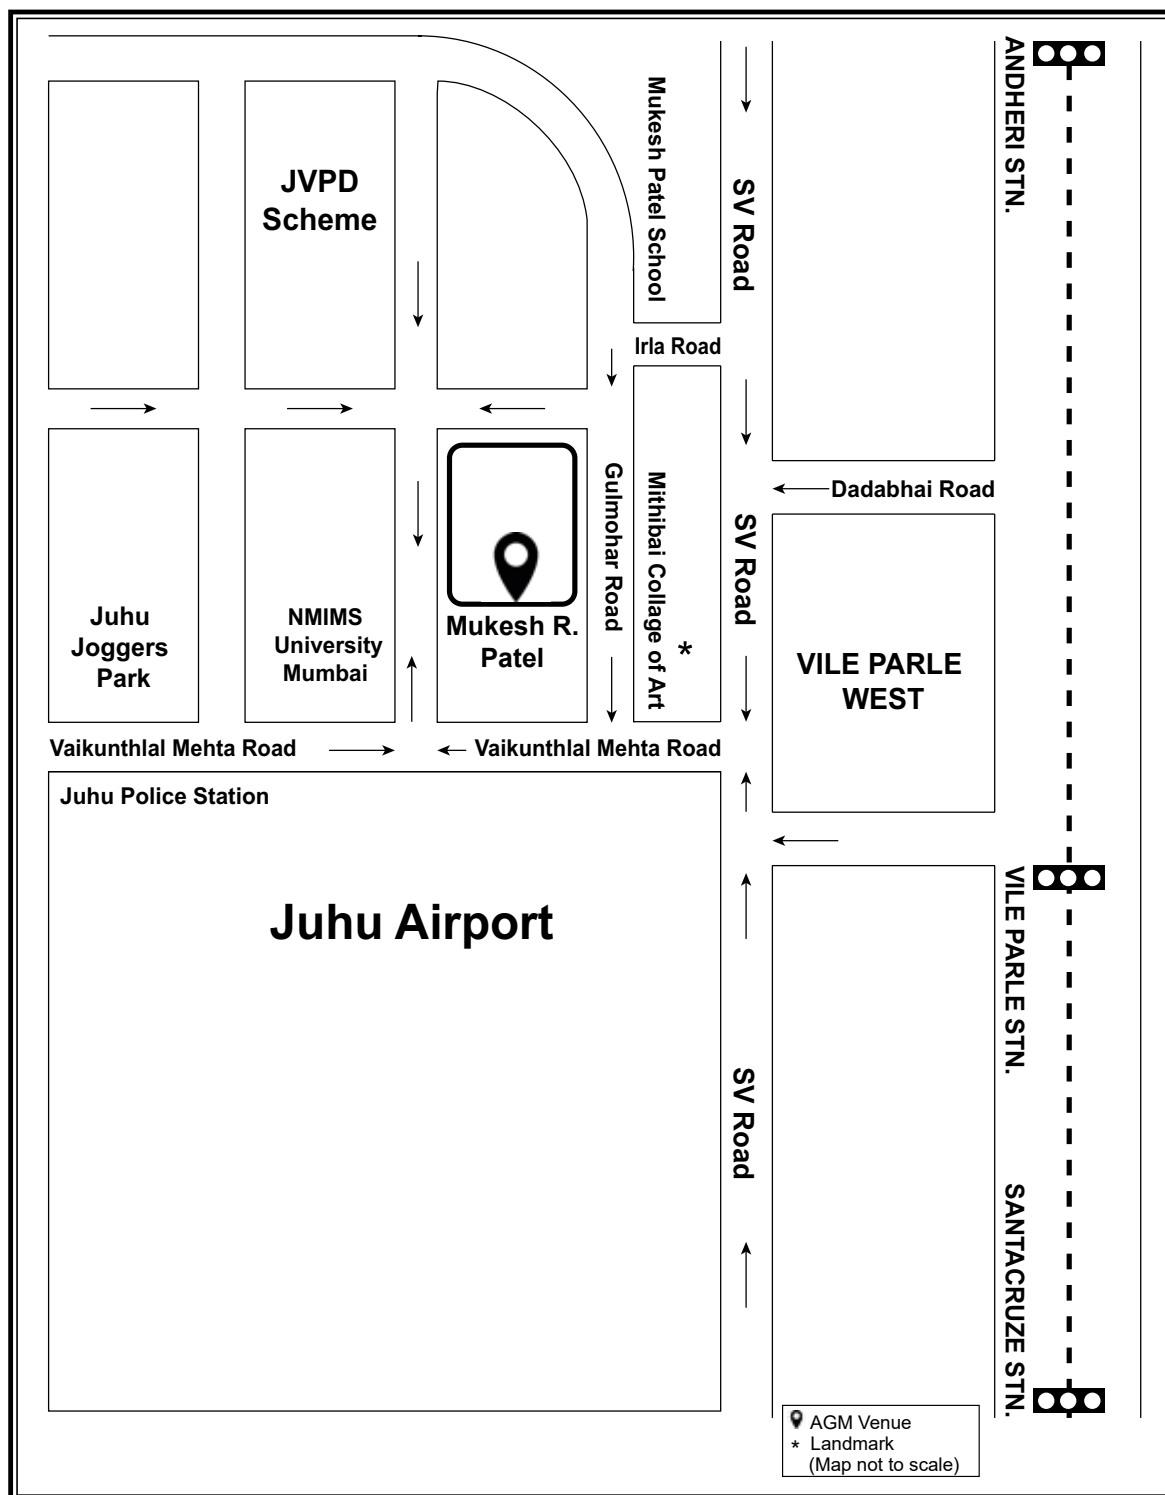 ANDHERI STN.
Mukesh Patel School
SV Road
JVPD
Scheme
Irla Road
Gulmohar Road
Mithibai Collage of Art
*
SV Road
Dadabhai Road
Juhu
Joggers
Park
NMIMS
University
Mumbai
Mukesh R.
Patel
VILE PARLE
WEST
Vaikunthlal Mehta Road
Vaikunthlal Mehta Road
Juhu Police Station
Juhu Airport
VILE PARLE STN.
SV Road
SANTACRUZE STN.
AGM Venue
* Landmark
(Map not to scale)